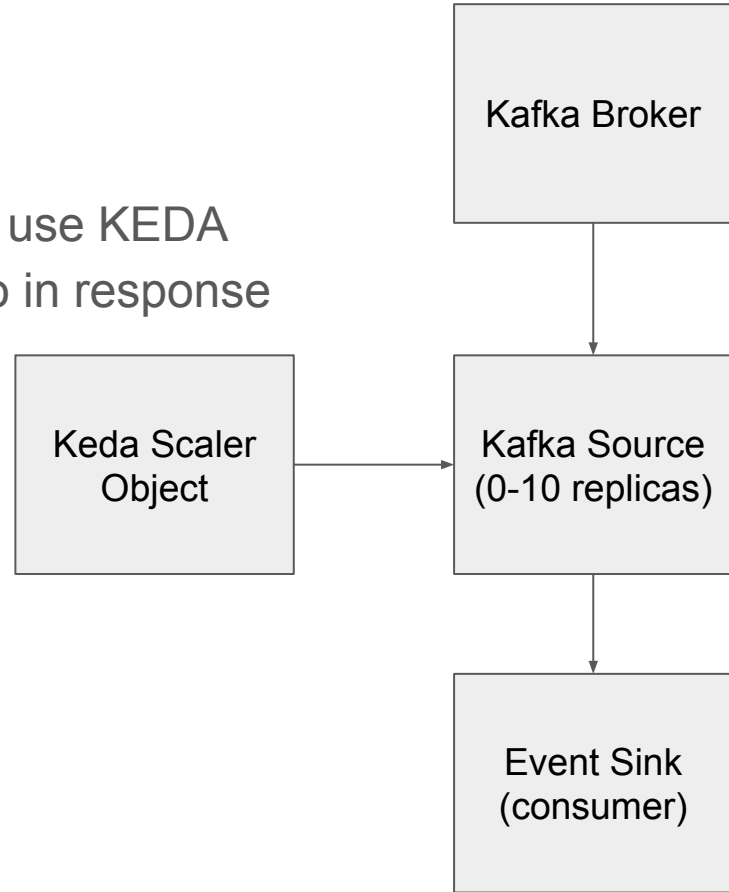 Kafka Broker
use KEDA
in response
Keda Scaler
Object
Kafka Source
(0-10 replicas)
Event Sink
(consumer)